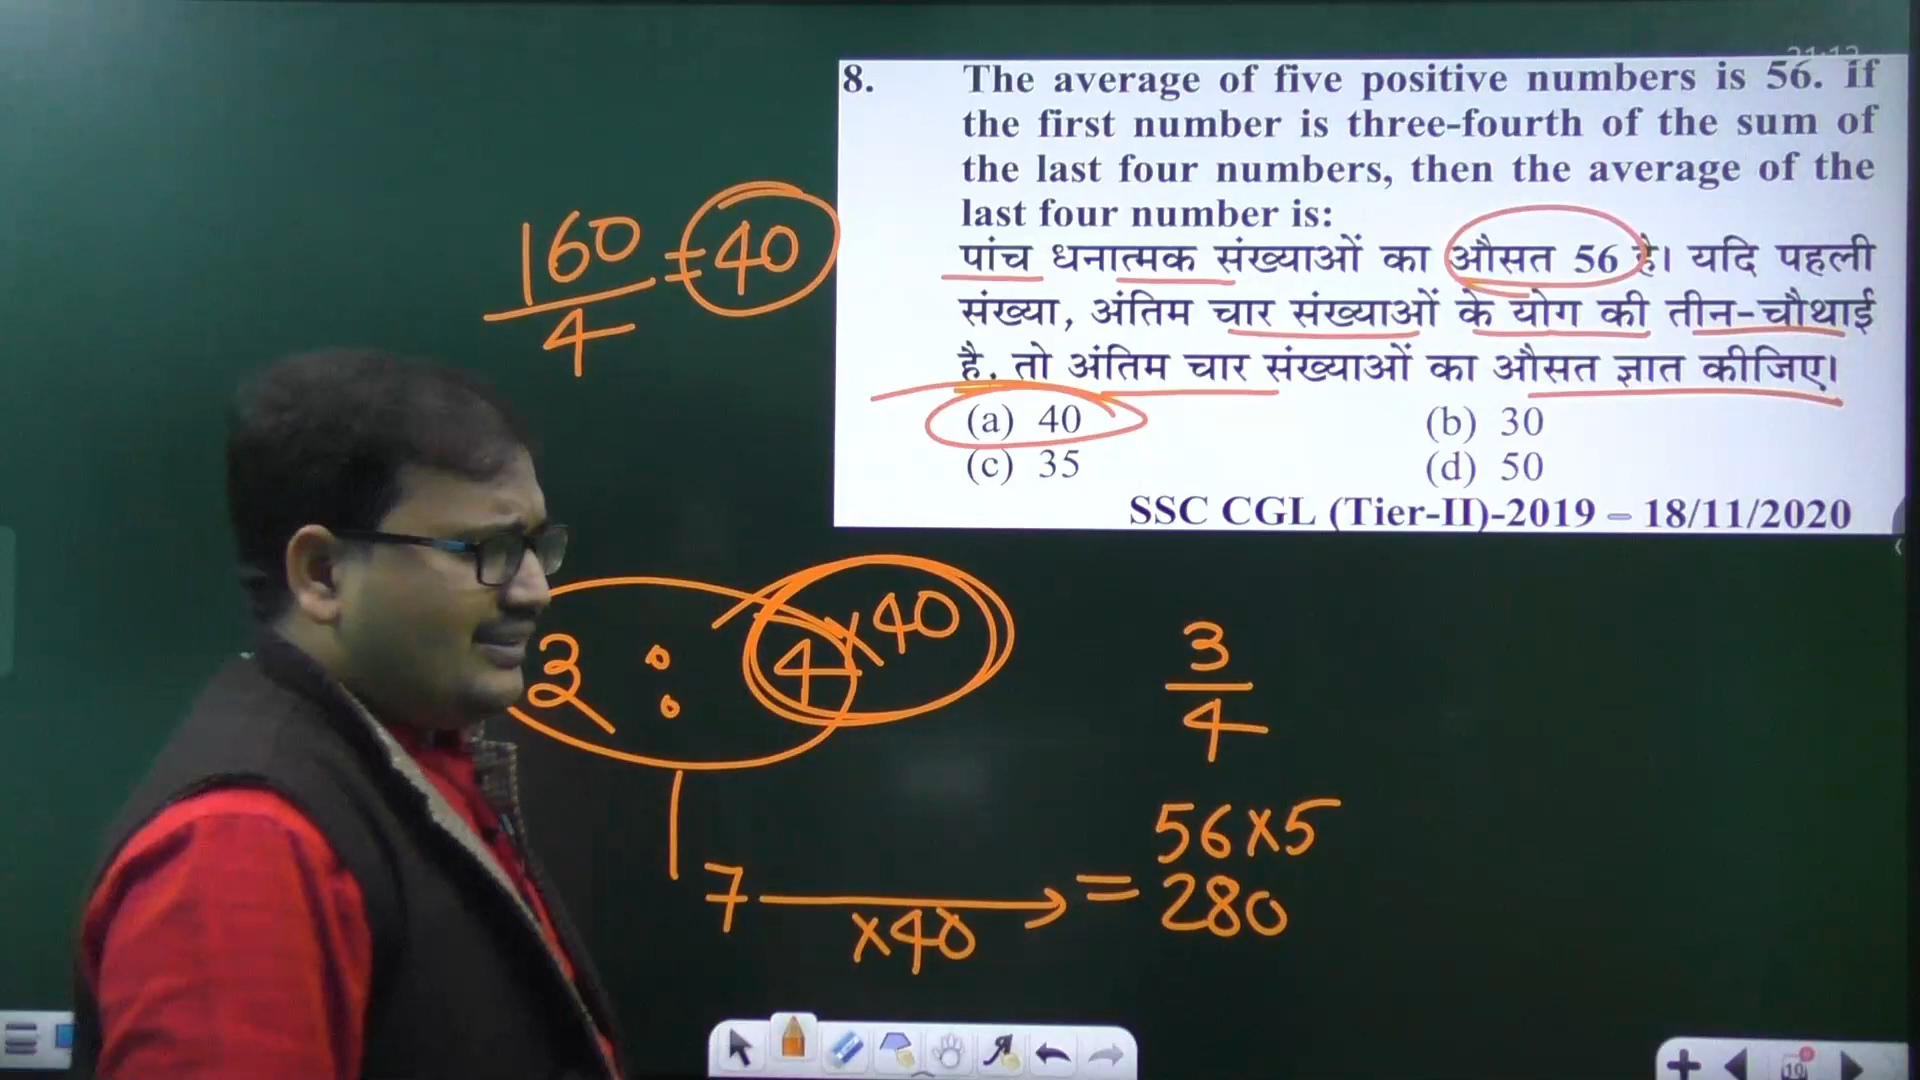 21:12
8. The average of five positive numbers is 56. If
the first number is three-fourth of the sum of
the last four numbers, then the average of the
last four number is:
पांच धनात्मक संख्याओं का औसत 56 है। यदि पहली
संख्या, अंतिम चार संख्याओं के योग की तीन-चौथाई
है, तो अंतिम चार संख्याओं का औसत ज्ञात कीजिए।
(a) 40 (b) 30
(c) 35 (d) 50
SSC CGL (Tier-II)-2019 – 18/11/2020
160/4 = 40
3 : 4×40
3/4
56×5
7 → = 280
×40
10